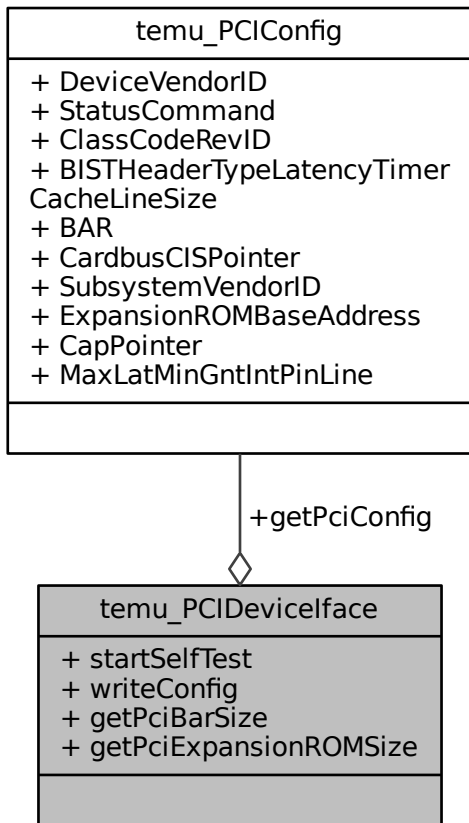 temu_PCIConfig
+ DeviceVendorID
+ StatusCommand
+ ClassCodeRevID
+ BISTHeaderTypeLatencyTimer
CacheLineSize
+ BAR
+ CardbusCISPointer
+ SubsystemVendorID
+ ExpansionROMBaseAddress
+ CapPointer
+ MaxLatMinGntIntPinLine
+getPciConfig
temu_PCIDeviceIface
+ startSelfTest
+ writeConfig
+ getPciBarSize
+ getPciExpansionROMSize